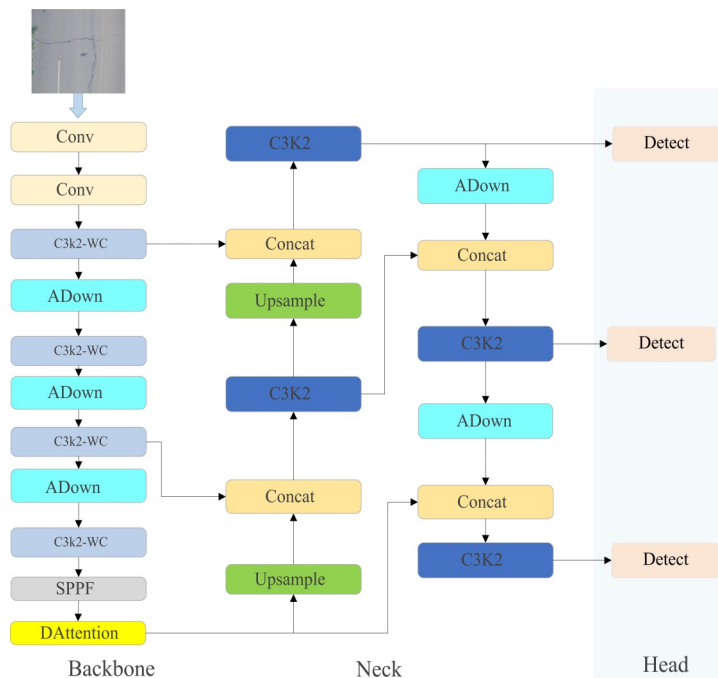 Conv
Conv
C3k2-WC
ADown
C3k2-WC
ADown
C3k2-WC
ADown
C3k2-WC
SPPF
DAttention
Backbone
C3K2
Concat
Upsample
C3K2
Concat
Upsample
Neck
ADown
Concat
C3K2
ADown
Concat
C3K2
Detect
Detect
Detect
Head